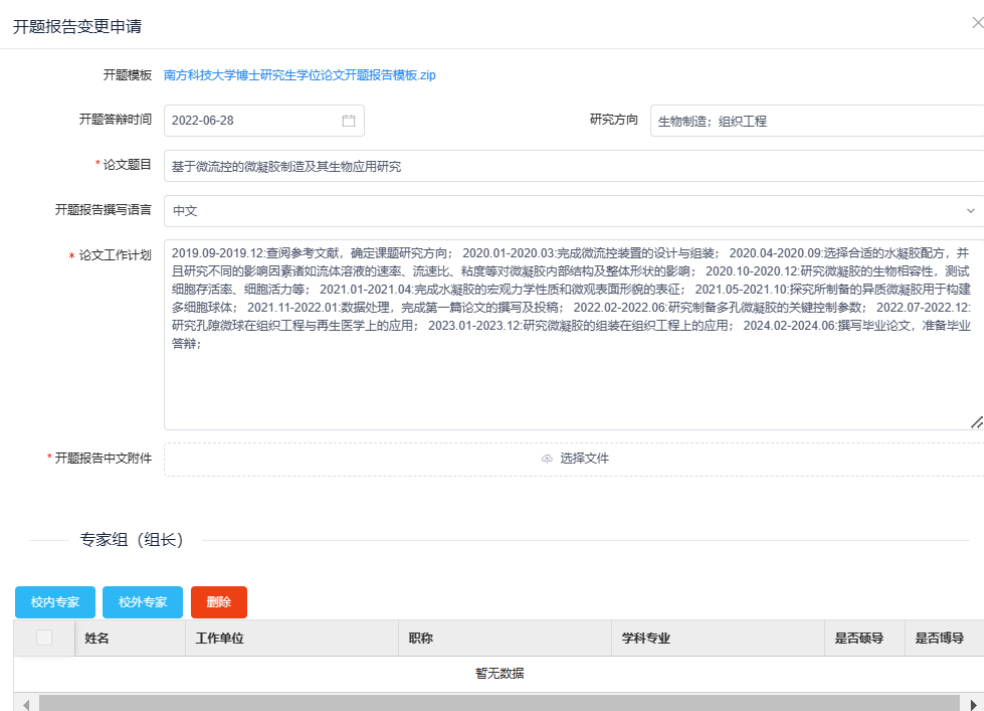 开题报告变更申请
开题模板 南方科技大学博士研究生学位论文开题报告模板.zip
开题答辩时间 2022-06-28 研究方向 生物制造；组织工程
* 论文题目 基于微流控的微凝胶制造及其生物应用研究
开题报告撰写语言 中文
* 论文工作计划 2019.09-2019.12:查阅参考文献，确定课题研究方向； 2020.01-2020.03:完成微流控装置的设计与组装； 2020.04-2020.09:选择合适的水凝胶配方，并
且研究不同的影响因素诸如流体溶液的速率、流速比、粘度等对微凝胶内部结构及整体形状的影响； 2020.10-2020.12:研究微凝胶的生物相容性，测试
细胞存活率、细胞活力等； 2021.01-2021.04:完成水凝胶的宏观力学性质和微观表面形貌的表征； 2021.05-2021.10:探究所制备的异质微凝胶用于构建
多细胞球体； 2021.11-2022.01:数据处理，完成第一篇论文的撰写及投稿； 2022.02-2022.06:研究制备多孔微凝胶的关键控制参数； 2022.07-2022.12:
研究孔隙微球在组织工程与再生医学上的应用； 2023.01-2023.12:研究微凝胶的组装在组织工程上的应用； 2024.02-2024.06:撰写毕业论文，准备毕业
答辩；
* 开题报告中文附件 选择文件
专家组（组长）
校内专家 校外专家 删除
姓名 工作单位 职称 学科专业 是否硕导 是否博导
暂无数据